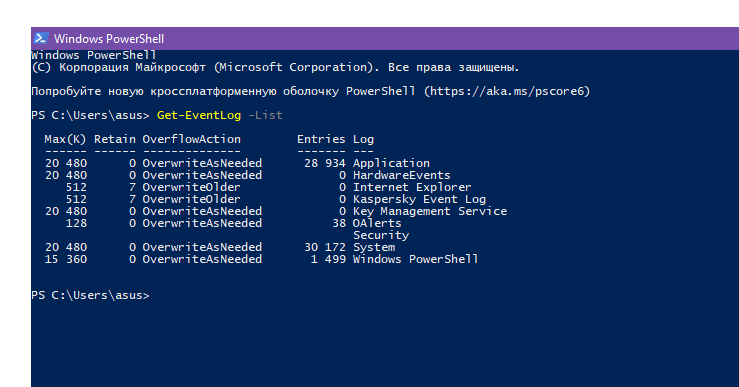 Windows PowerShell
Windows PowerShell
(C) Корпорация Майкрософт (Microsoft Corporation). Все права защищены.
Попробуйте новую кроссплатформенную оболочку PowerShell (https://aka.ms/pscore6)
PS C:\Users\asus> Get-EventLog -List
Max(K) Retain OverflowAction Entries Log
------ ------ -------------- ------- ---
20 480 0 OverwriteAsNeeded 28 934 Application
20 480 0 OverwriteAsNeeded 0 HardwareEvents
512 7 OverwriteOlder 0 Internet Explorer
512 7 OverwriteOlder 0 Kaspersky Event Log
20 480 0 OverwriteAsNeeded 0 Key Management Service
128 0 OverwriteAsNeeded 38 OAlerts
Security
20 480 0 OverwriteAsNeeded 30 172 System
15 360 0 OverwriteAsNeeded 1 499 Windows PowerShell
PS C:\Users\asus>